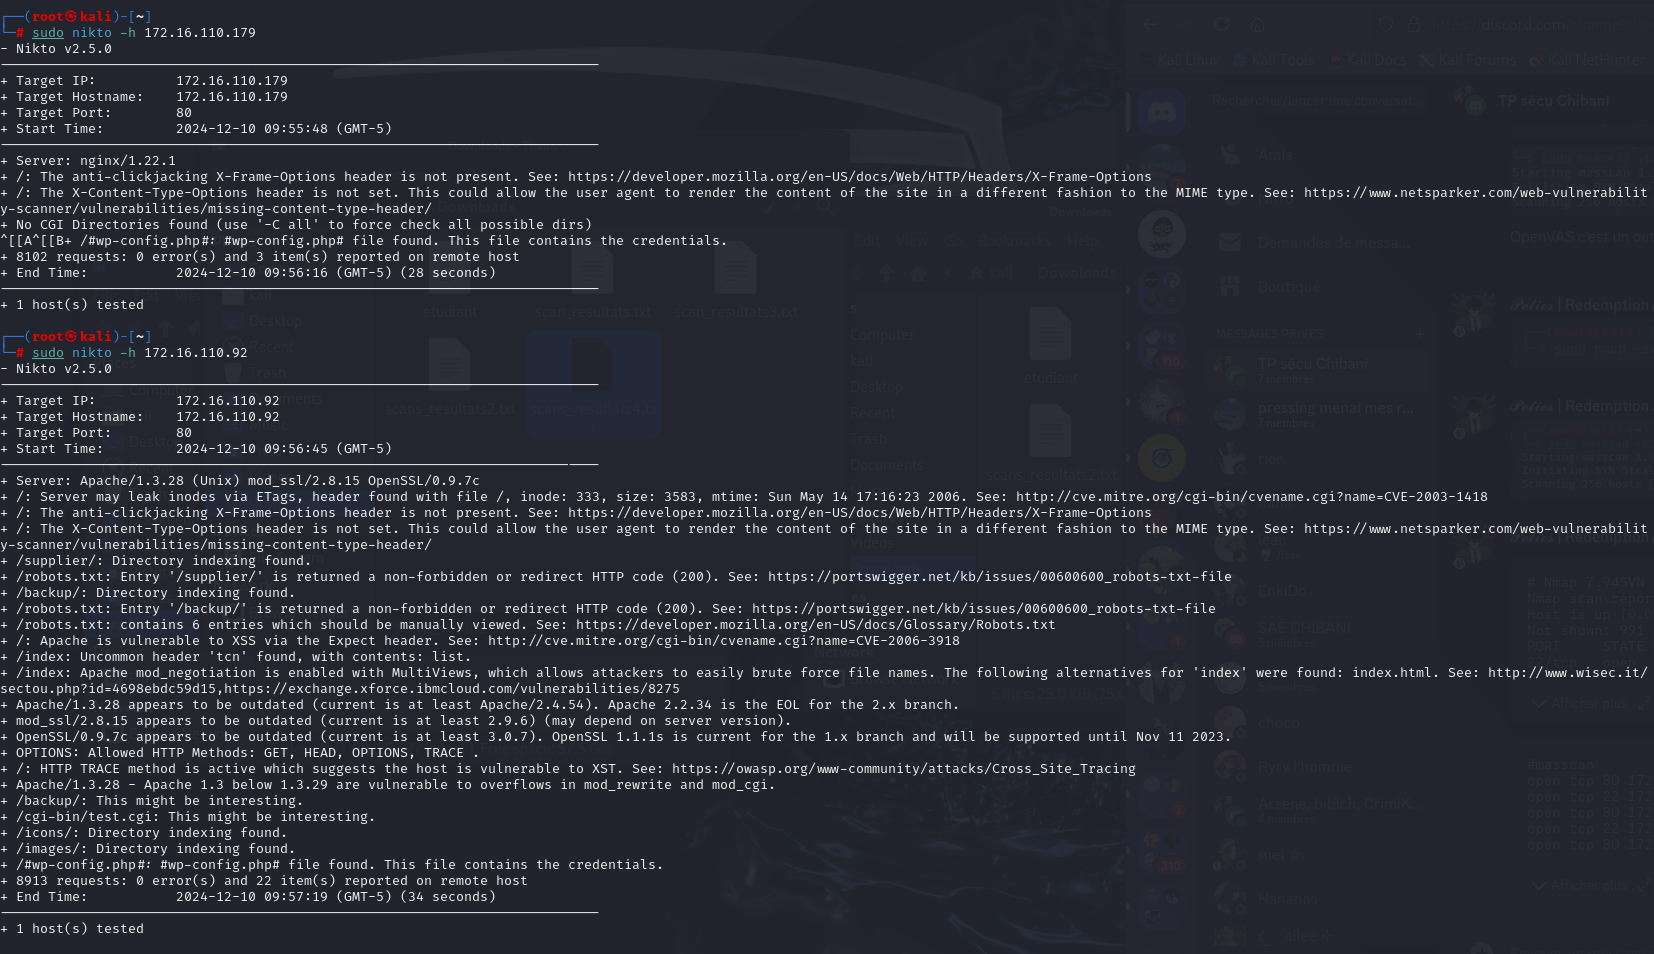 ┌──(root㉿kali)-[~]
└─# sudo nikto -h 172.16.110.179
- Nikto v2.5.0
+ Target IP:          172.16.110.179
+ Target Hostname:    172.16.110.179
+ Target Port:        80
+ Start Time:         2024-12-10 09:55:48 (GMT-5)
+ Server: nginx/1.22.1
+ /: The anti-clickjacking X-Frame-Options header is not present. See: https://developer.mozilla.org/en-US/docs/Web/HTTP/Headers/X-Frame-Options
+ /: The X-Content-Type-Options header is not set. This could allow the user agent to render the content of the site in a different fashion to the MIME type. See: https://www.netsparker.com/web-vulnerabilit
y-scanner/vulnerabilities/missing-content-type-header/
+ No CGI Directories found (use '-C all' to force check all possible dirs)
^[[A^[[B+ /#wp-config.php#: #wp-config.php# file found. This file contains the credentials.
+ 8102 requests: 0 error(s) and 3 item(s) reported on remote host
+ End Time:           2024-12-10 09:56:16 (GMT-5) (28 seconds)
+ 1 host(s) tested
┌──(root㉿kali)-[~]
└─# sudo nikto -h 172.16.110.92
- Nikto v2.5.0
+ Target IP:          172.16.110.92
+ Target Hostname:    172.16.110.92
+ Target Port:        80
+ Start Time:         2024-12-10 09:56:45 (GMT-5)
+ Server: Apache/1.3.28 (Unix) mod_ssl/2.8.15 OpenSSL/0.9.7c
+ /: Server may leak inodes via ETags, header found with file /, inode: 333, size: 3583, mtime: Sun May 14 17:16:23 2006. See: http://cve.mitre.org/cgi-bin/cvename.cgi?name=CVE-2003-1418
+ /: The anti-clickjacking X-Frame-Options header is not present. See: https://developer.mozilla.org/en-US/docs/Web/HTTP/Headers/X-Frame-Options
+ /: The X-Content-Type-Options header is not set. This could allow the user agent to render the content of the site in a different fashion to the MIME type. See: https://www.netsparker.com/web-vulnerabilit
y-scanner/vulnerabilities/missing-content-type-header/
+ /supplier/: Directory indexing found.
+ /robots.txt: Entry '/supplier/' is returned a non-forbidden or redirect HTTP code (200). See: https://portswigger.net/kb/issues/00600600_robots-txt-file
+ /backup/: Directory indexing found.
+ /robots.txt: Entry '/backup/' is returned a non-forbidden or redirect HTTP code (200). See: https://portswigger.net/kb/issues/00600600_robots-txt-file
+ /robots.txt: contains 6 entries which should be manually viewed. See: https://developer.mozilla.org/en-US/docs/Glossary/Robots.txt
+ /: Apache is vulnerable to XSS via the Expect header. See: http://cve.mitre.org/cgi-bin/cvename.cgi?name=CVE-2006-3918
+ /index: Uncommon header 'tcn' found, with contents: list.
+ /index: Apache mod_negotiation is enabled with MultiViews, which allows attackers to easily brute force file names. The following alternatives for 'index' were found: index.html. See: http://www.wisec.it/
sectou.php?id=4698ebdc59d15,https://exchange.xforce.ibmcloud.com/vulnerabilities/8275
+ Apache/1.3.28 appears to be outdated (current is at least Apache/2.4.54). Apache 2.2.34 is the EOL for the 2.x branch.
+ mod_ssl/2.8.15 appears to be outdated (current is at least 2.9.6) (may depend on server version).
+ OpenSSL/0.9.7c appears to be outdated (current is at least 3.0.7). OpenSSL 1.1.1s is current for the 1.x branch and will be supported until Nov 11 2023.
+ OPTIONS: Allowed HTTP Methods: GET, HEAD, OPTIONS, TRACE .
+ /: HTTP TRACE method is active which suggests the host is vulnerable to XST. See: https://owasp.org/www-community/attacks/Cross_Site_Tracing
+ Apache/1.3.28 - Apache 1.3 below 1.3.29 are vulnerable to overflows in mod_rewrite and mod_cgi.
+ /backup/: This might be interesting.
+ /cgi-bin/test.cgi: This might be interesting.
+ /icons/: Directory indexing found.
+ /images/: Directory indexing found.
+ /#wp-config.php#: #wp-config.php# file found. This file contains the credentials.
+ 8913 requests: 0 error(s) and 22 item(s) reported on remote host
+ End Time:           2024-12-10 09:57:19 (GMT-5) (34 seconds)
+ 1 host(s) tested